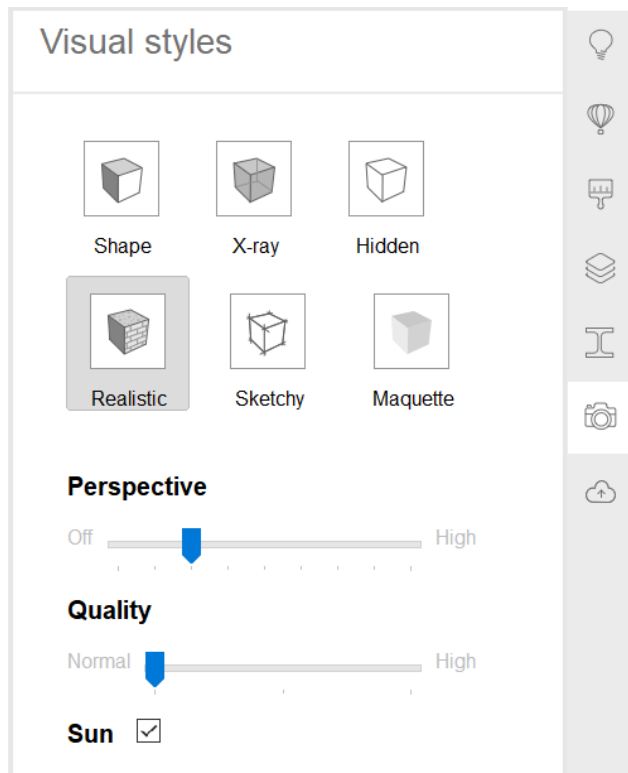 Visual styles
Shape X-ray Hidden
Realistic Sketchy Maquette
Perspective
Off High
Quality
Normal High
Sun